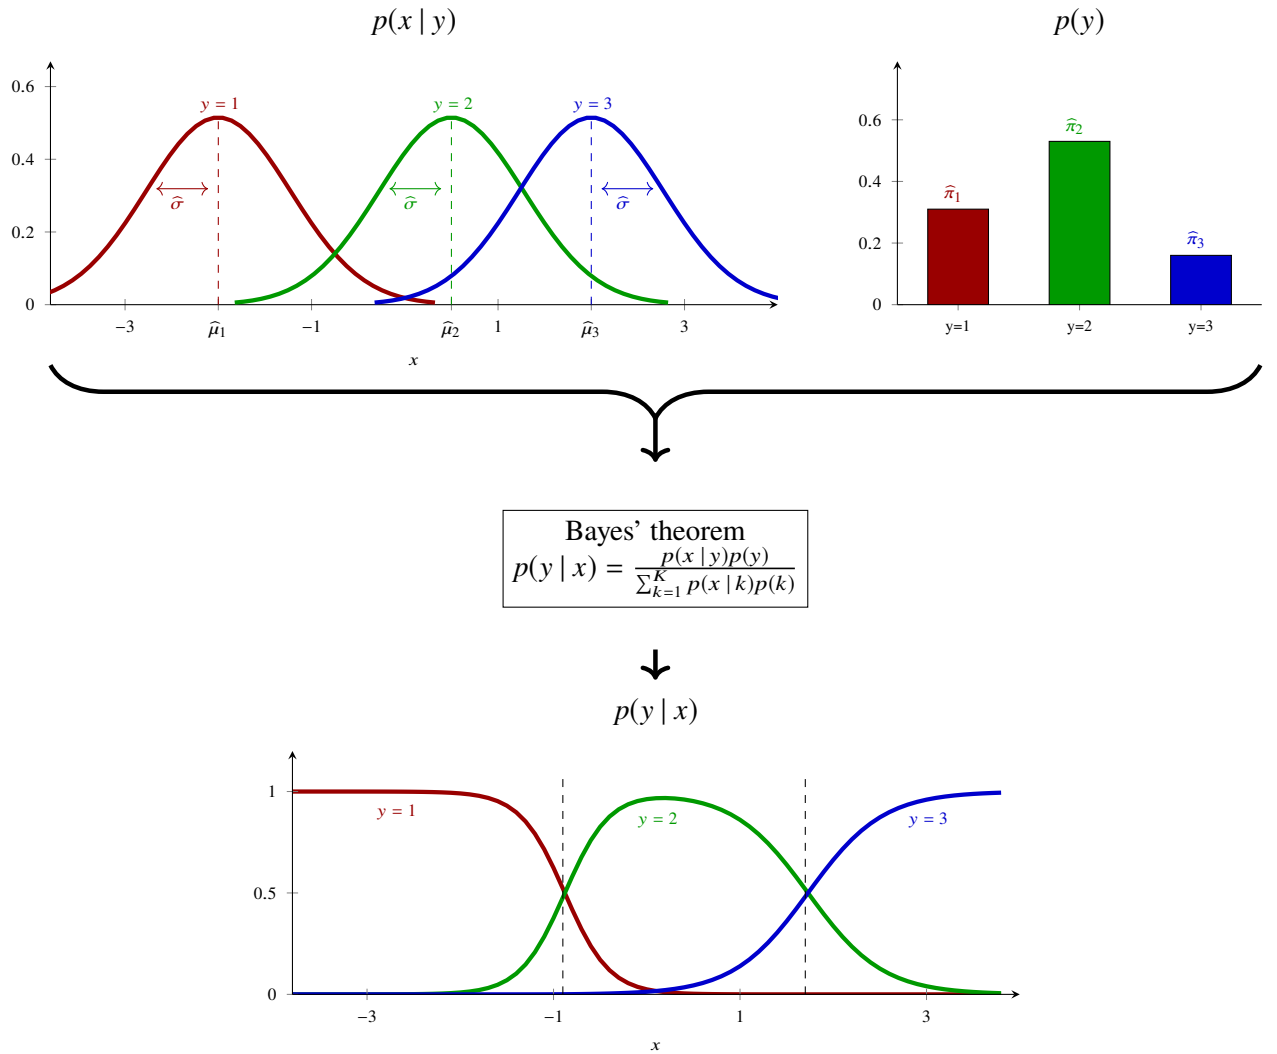 p(x | y)
p(y)
0.6
0.4
0.2
0
y = 1
y = 2
y = 3
σ̂
σ̂
σ̂
−3
μ̂₁
−1
μ̂₂
1
μ̂₃
3
x
0.6
0.4
0.2
0
π̂₁
π̂₂
π̂₃
y=1
y=2
y=3
Bayes’ theorem
p(y | x) = p(x | y)p(y) / ∑ₖ₌₁ᴷ p(x | k)p(k)
p(y | x)
1
0.5
0
y = 1
y = 2
y = 3
−3
−1
1
3
x